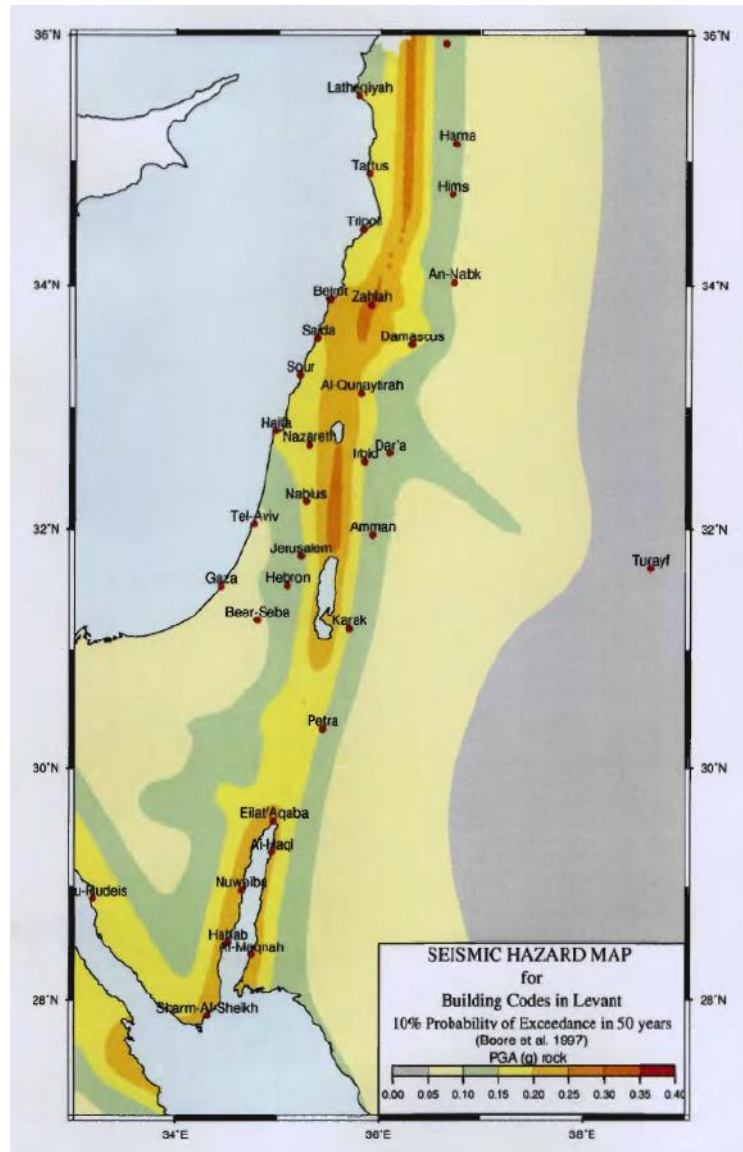 36°N
36°N
Lathqiyah
Hama
Tartus
Hims
Tripoli
34°N
An-Nabk
34°N
Beirut
Zahlah
Saida
Damascus
Sour
Al-Qunaytirah
Haifa
Nazareth
Dar'a
Irbid
Nablus
Tel-Aviv
32°N
Amman
32°N
Jerusalem
Turayf
Gaza
Hebron
Beer-Seba
Karak
Petra
30°N
30°N
Eilat'Aqaba
Al-Haql
Nuwaiba
u-Rudeis
Al-Maqnah
SEISMIC HAZARD MAP
for
28°N
Building Codes in Levant
28°N
Sharm-Al-Sheikh
10% Probability of Exceedance in 50 years
(Boore et al. 1997)
PGA (g) rock
0.00 0.05 0.10 0.15 0.20 0.25 0.30 0.35 0.40
34°E
36°E
38°E